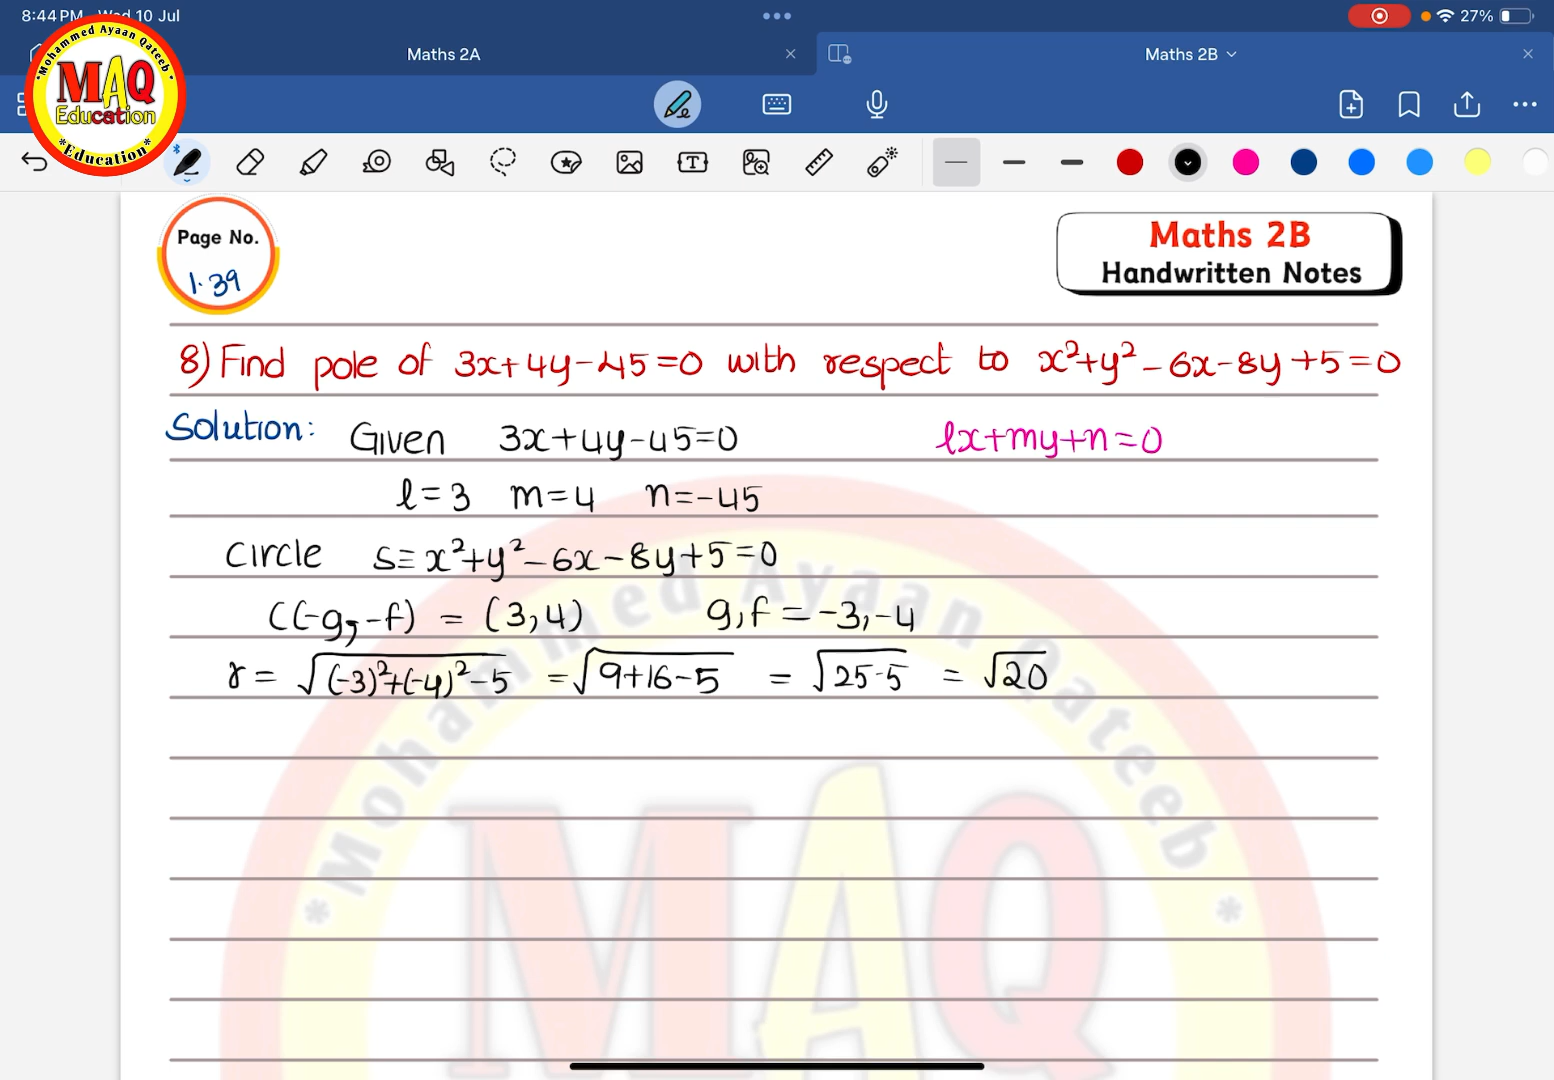 8:44 PM Wed 10 Jul
27%
Maths 2A
Maths 2B
Mohammed Ayaan Qateeb
MAQ
Education
*Education*
Page No.
1.39
Maths 2B
Handwritten Notes
8) Find pole of 3x+4y-45=0 with respect to x²+y²-6x-8y+5=0
Solution: Given 3x+4y-45=0 lx+my+n=0
l=3 m=4 n=-45
Circle S≡x²+y²-6x-8y+5=0
C(-g,-f) = (3,4) g,f = -3,-4
r = √(-3)²+(-4)²-5 = √9+16-5 = √25-5 = √20
* Mohammed Ayaan Qateeb *
MAQ